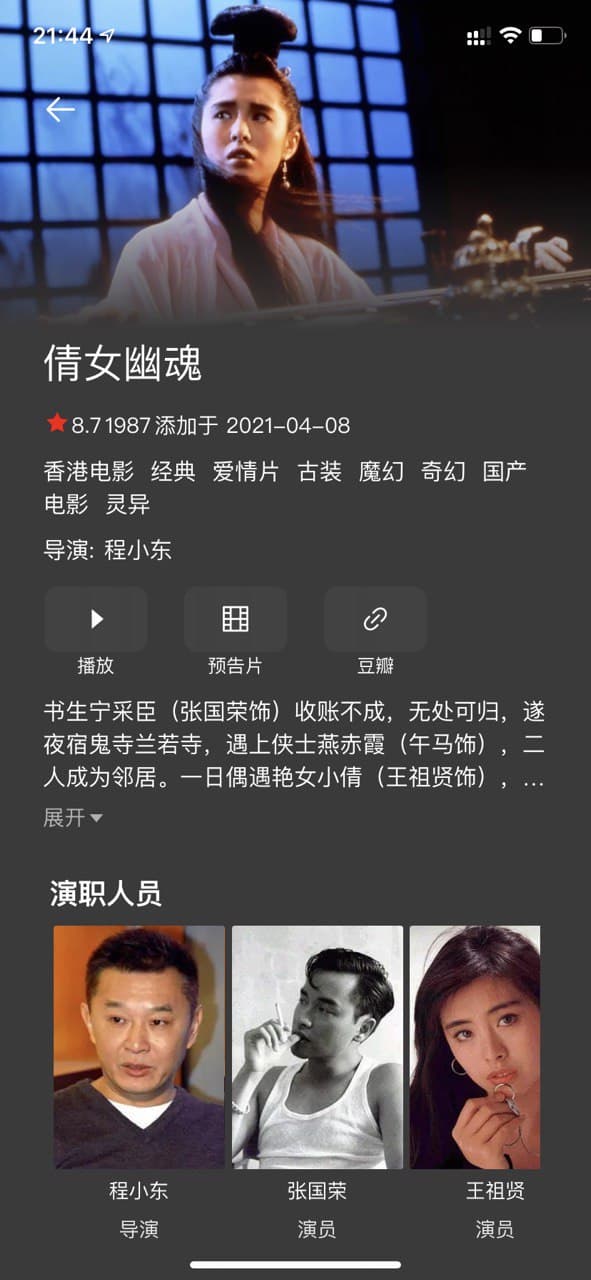 21:44
倩女幽魂
8.7 1987 添加于 2021-04-08
香港电影 经典 爱情片 古装 魔幻 奇幻 国产
电影 灵异
导演: 程小东
播放 预告片 豆瓣
书生宁采臣（张国荣饰）收账不成，无处可归，遂
夜宿鬼寺兰若寺，遇上侠士燕赤霞（午马饰），二
人成为邻居。一日偶遇艳女小倩（王祖贤饰），...
展开
演职人员
程小东 张国荣 王祖贤
导演 演员 演员